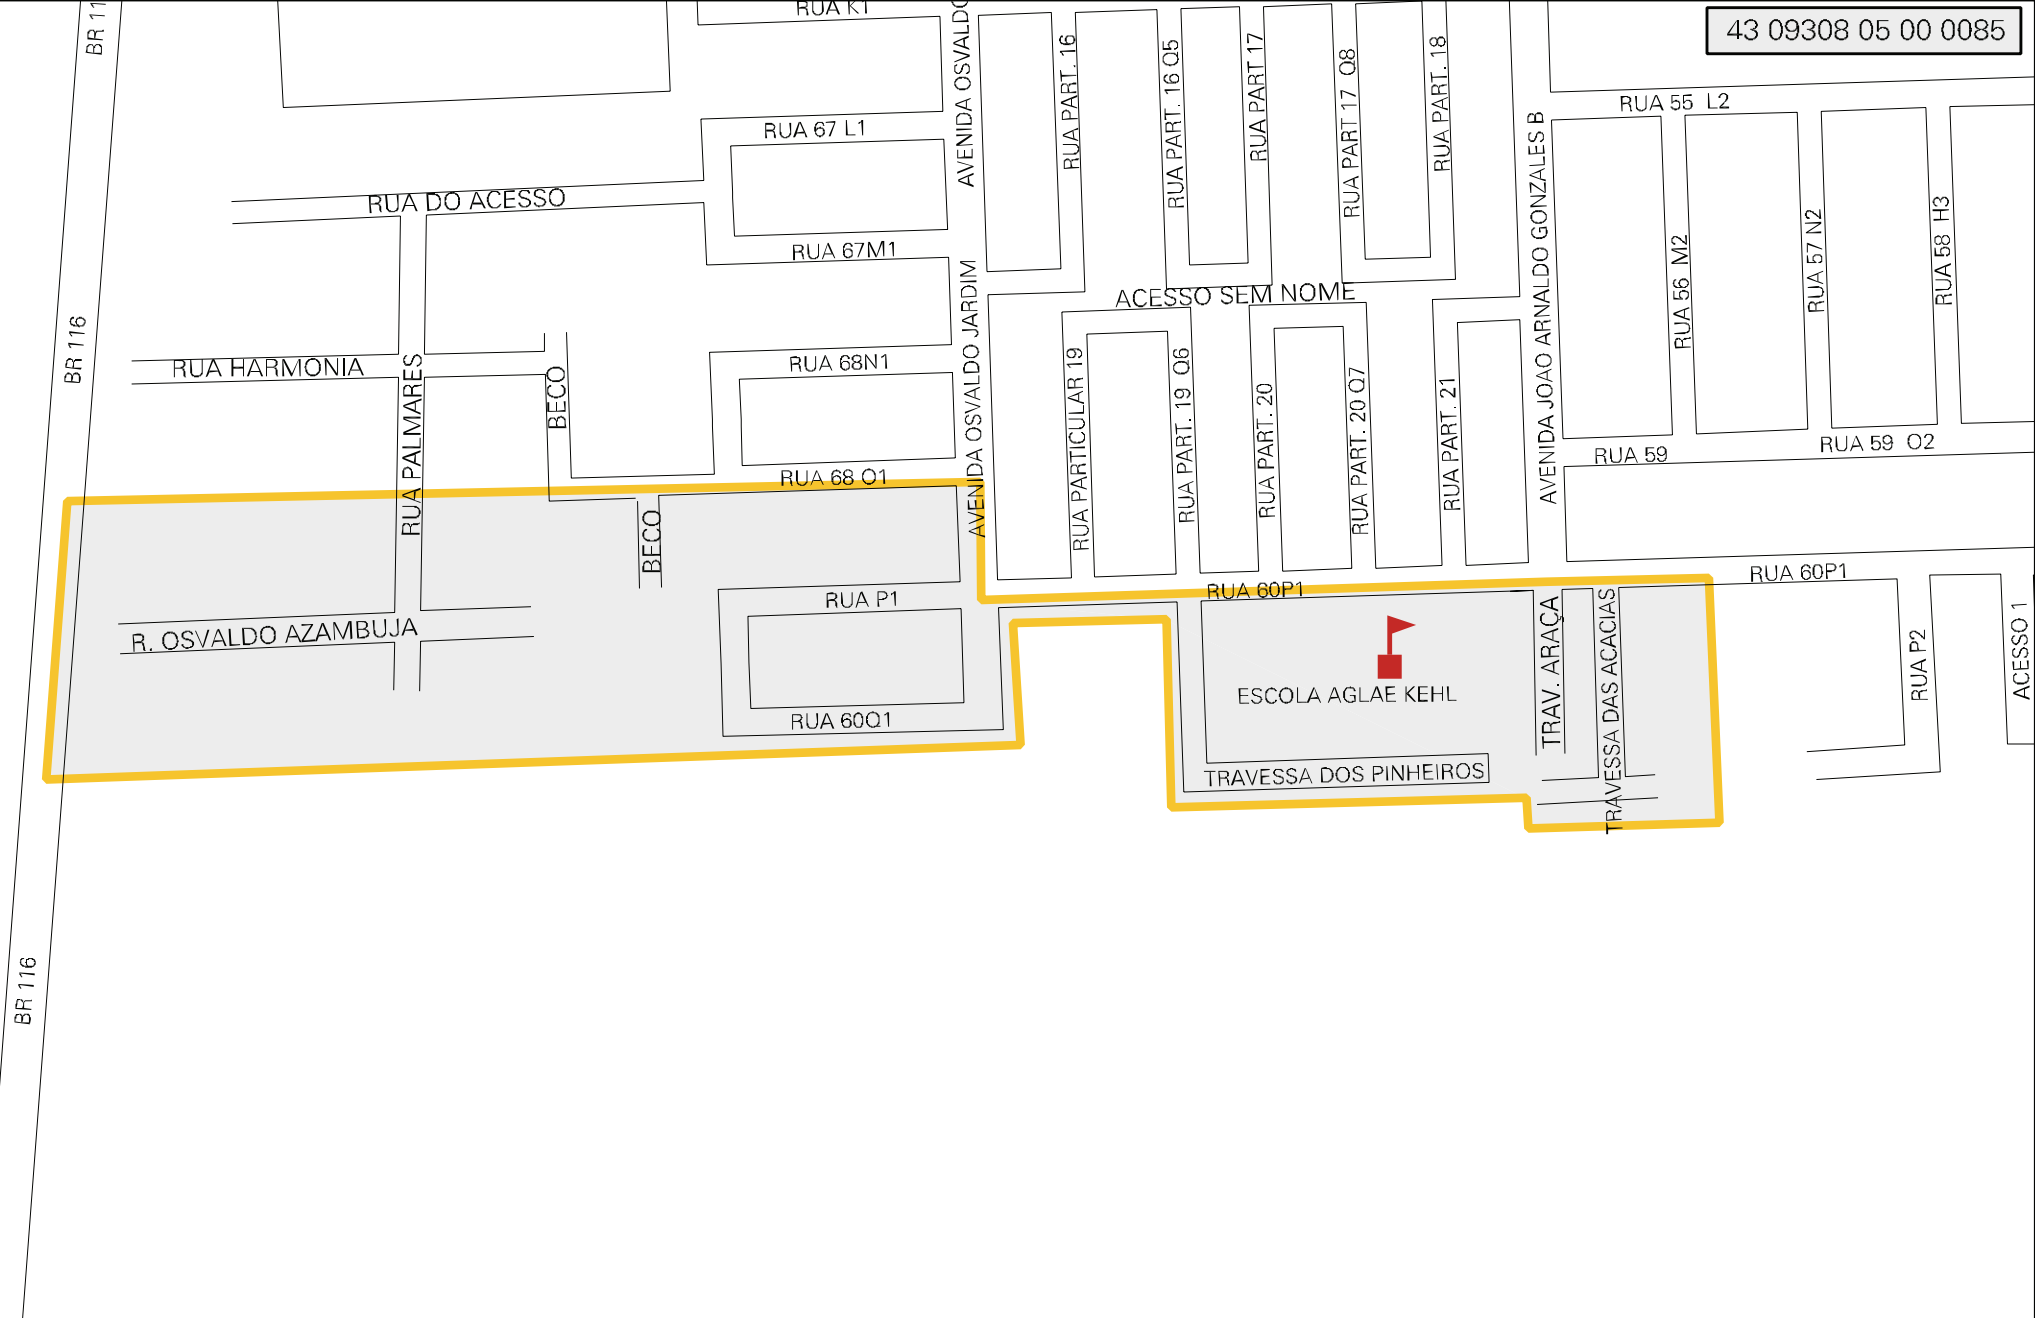 43 09308 05 00 0085
RUA K1
BR 11
AVENIDA OSVALDO
RUA PART. 16
RUA PART. 16 Q5
RUA PART 17
RUA PART 17 Q8
RUA PART. 18
RUA 55 L2
RUA 67 L1
AVENIDA JOAO ARNALDO GONZALES B
RUA DO ACESSO
RUA 67M1
RUA 56 M2
RUA 57 N2
RUA 58 H3
ACESSO SEM NOME
BR 116
RUA HARMONIA
RUA PALMARES
BECO
RUA 68N1
AVENIDA OSVALDO JARDIM
RUA PARTICULAR 19
RUA PART. 19 Q6
RUA PART. 20
RUA PART. 20 Q7
RUA PART. 21
RUA 59
RUA 59 O2
RUA 68 O1
BECO
RUA P1
RUA 60P1
RUA 60P1
R. OSVALDO AZAMBUJA
TRAV. ARAÇA
TRAVESSA DAS ACACIAS
RUA P2
ACESSO 1
ESCOLA AGLAE KEHL
RUA 60Q1
TRAVESSA DOS PINHEIROS
BR 116